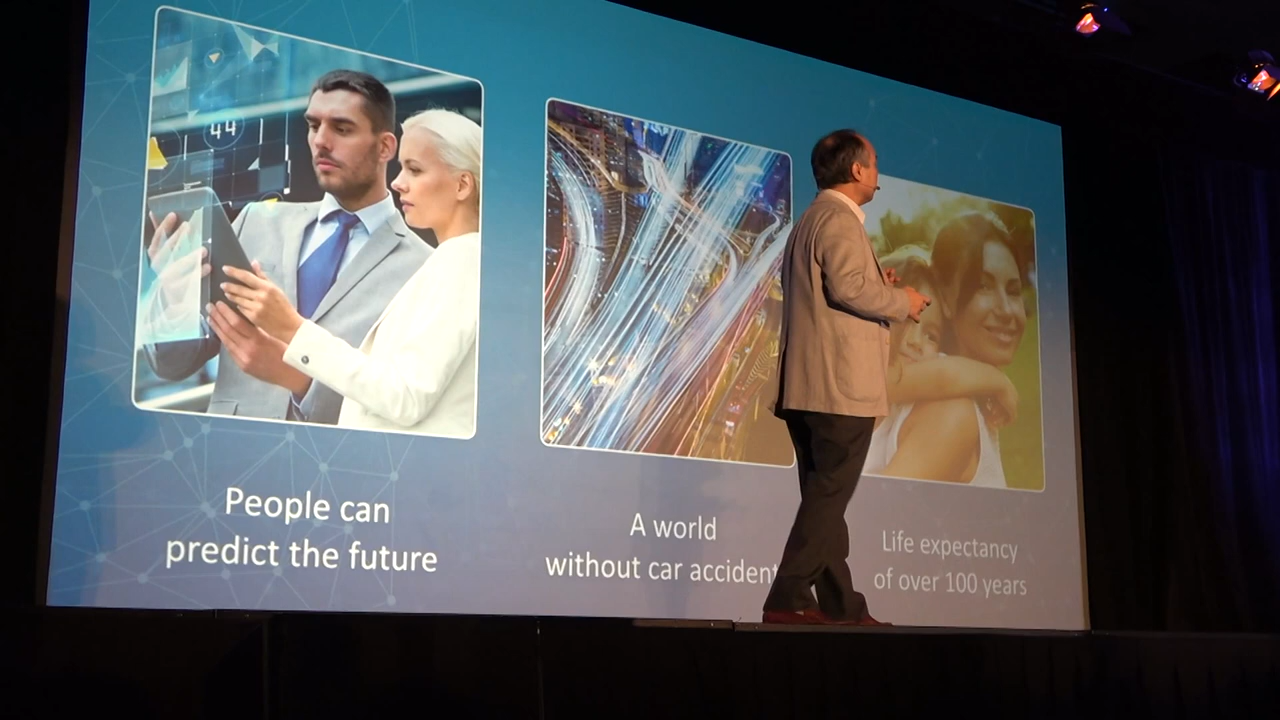 44
People can
predict the future
A world
without car accident
Life expectancy
of over 100 years